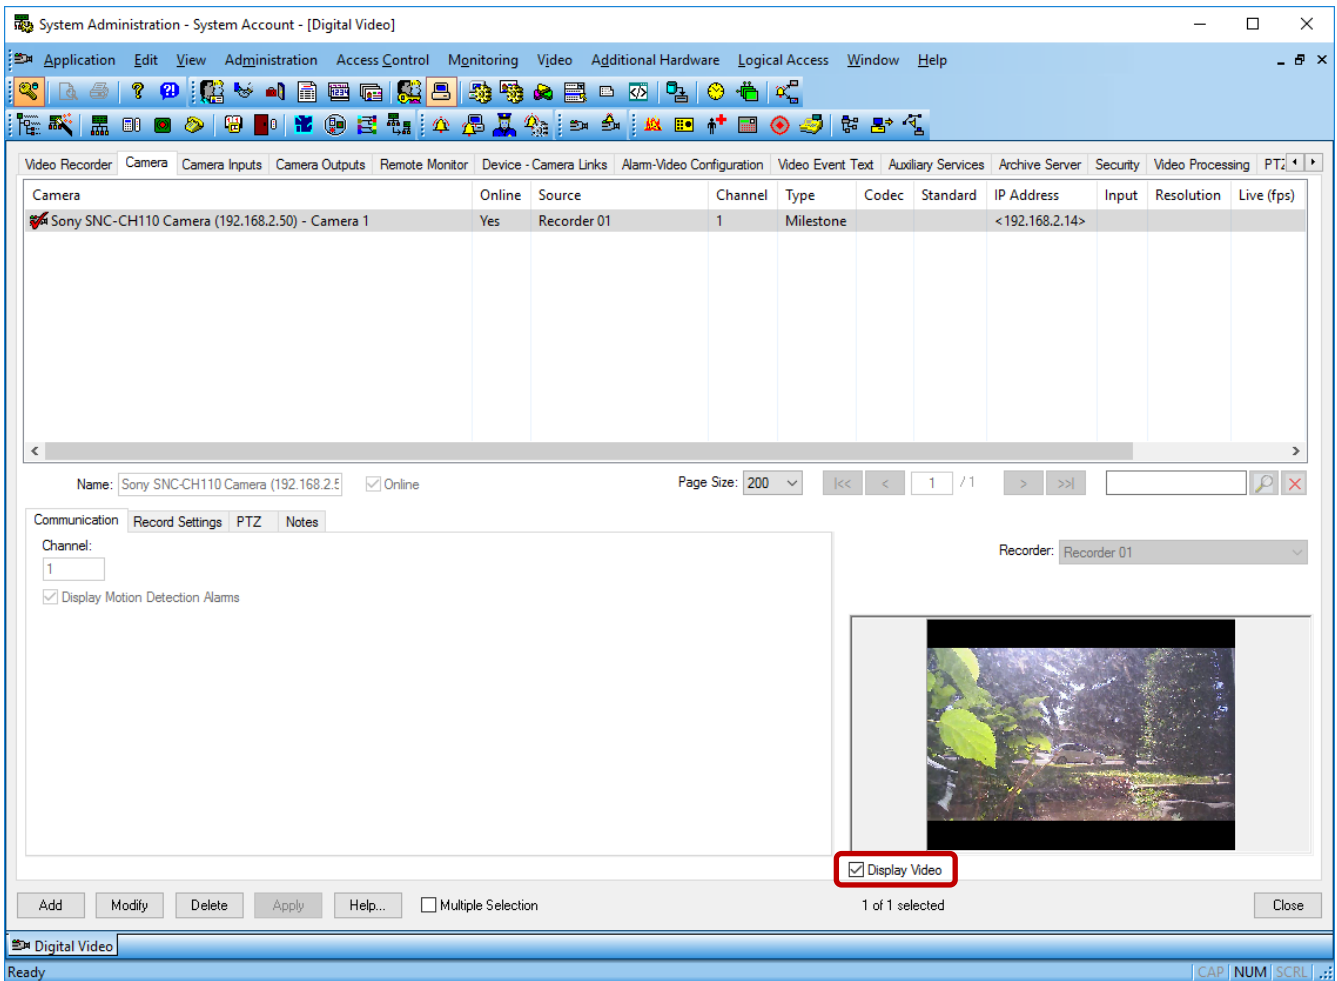 System Administration - System Account - [Digital Video]
Application Edit View Administration Access Control Monitoring Video Additional Hardware Logical Access Window Help
Video Recorder Camera Camera Inputs Camera Outputs Remote Monitor Device - Camera Links Alarm-Video Configuration Video Event Text Auxiliary Services Archive Server Security Video Processing PTZ
Camera Online Source Channel Type Codec Standard IP Address Input Resolution Live (fps)
Sony SNC-CH110 Camera (192.168.2.50) - Camera 1 Yes Recorder 01 1 Milestone <192.168.2.14>
Name: Sony SNC-CH110 Camera (192.168.2.5 Online Page Size: 200 |<< < 1 / 1 > >>|
Communication Record Settings PTZ Notes
Channel:
Recorder: Recorder 01
1
Display Motion Detection Alarms
Display Video
Add Modify Delete Apply Help... Multiple Selection 1 of 1 selected Close
Digital Video
Ready CAP NUM SCRL